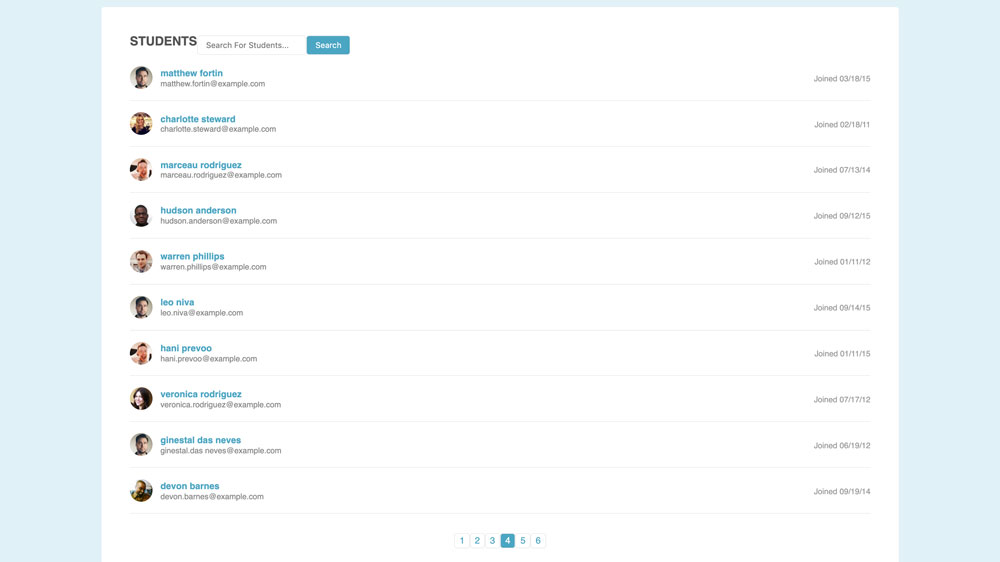 STUDENTS Search For Students... Search
matthew fortin
matthew.fortin@example.com
Joined 03/18/15
charlotte steward
charlotte.steward@example.com
Joined 02/18/11
marceau rodriguez
marceau.rodriguez@example.com
Joined 07/13/14
hudson anderson
hudson.anderson@example.com
Joined 09/12/15
warren phillips
warren.phillips@example.com
Joined 01/11/12
leo niva
leo.niva@example.com
Joined 09/14/15
hani prevoo
hani.prevoo@example.com
Joined 01/11/15
veronica rodriguez
veronica.rodriguez@example.com
Joined 07/17/12
ginestal das neves
ginestal.das neves@example.com
Joined 06/19/12
devon barnes
devon.barnes@example.com
Joined 09/19/14
1 2 3 4 5 6